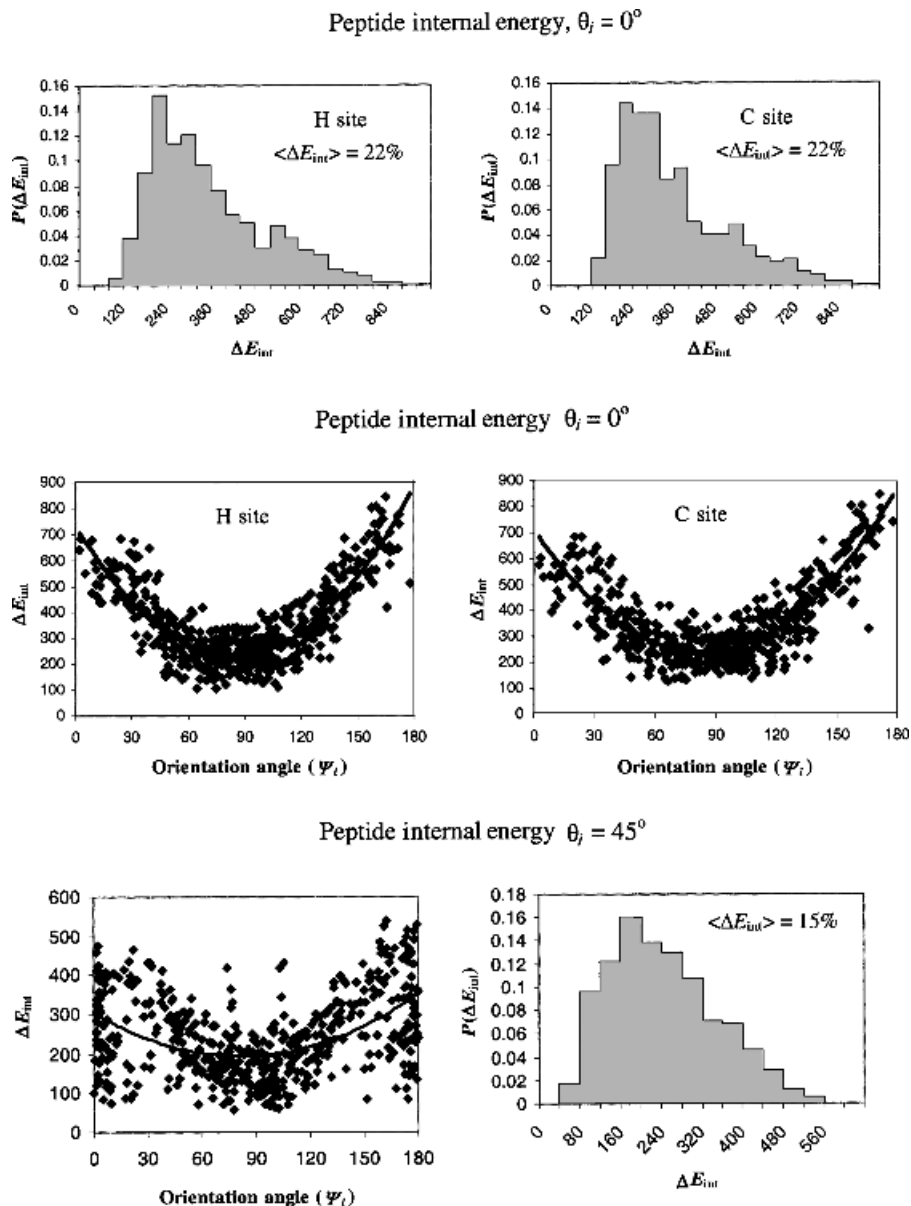 Peptide internal energy, θi = 0°
0.16
0.14
0.12
0.1
0.08
0.06
0.04
0.02
0
P(ΔEint)
H site
<ΔEint> = 22%
0 120 240 360 480 600 720 840
ΔEint
0.16
0.14
0.12
0.1
0.08
0.06
0.04
0.02
0
P(ΔEint)
C site
<ΔEint> = 22%
0 120 240 360 480 600 720 840
ΔEint
Peptide internal energy θi = 0°
900
800
700
600
500
400
300
200
100
0
ΔEint
H site
0 30 60 90 120 150 180
Orientation angle (Ψi)
900
800
700
600
500
400
300
200
100
0
ΔEint
C site
0 30 60 90 120 150 180
Orientation angle (Ψi)
Peptide internal energy θi = 45°
600
500
400
300
200
100
0
ΔEint
0 30 60 90 120 150 180
Orientation angle (Ψi)
0.18
0.16
0.14
0.12
0.1
0.08
0.06
0.04
0.02
0
P(ΔEint)
<ΔEint> = 15%
0 80 160 240 320 400 480 560
ΔEint